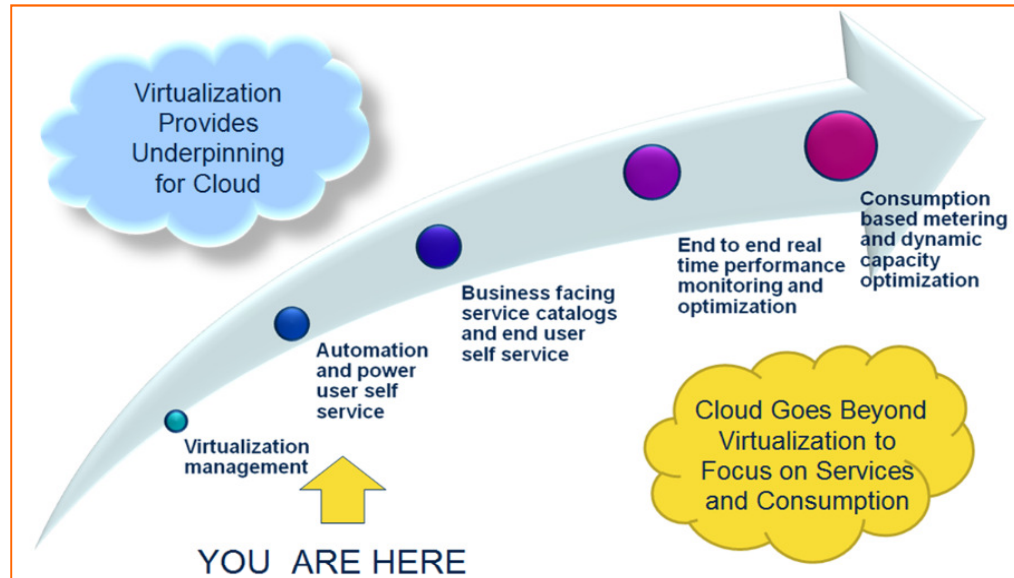 Virtualization
Provides
Underpinning
for Cloud
Virtualization
management
Automation
and power
user self
service
Business facing
service catalogs
and end user
self service
End to end real
time performance
monitoring and
optimization
Consumption
based metering
and dynamic
capacity
optimization
Cloud Goes Beyond
Virtualization to
Focus on Services
and Consumption
YOU ARE HERE